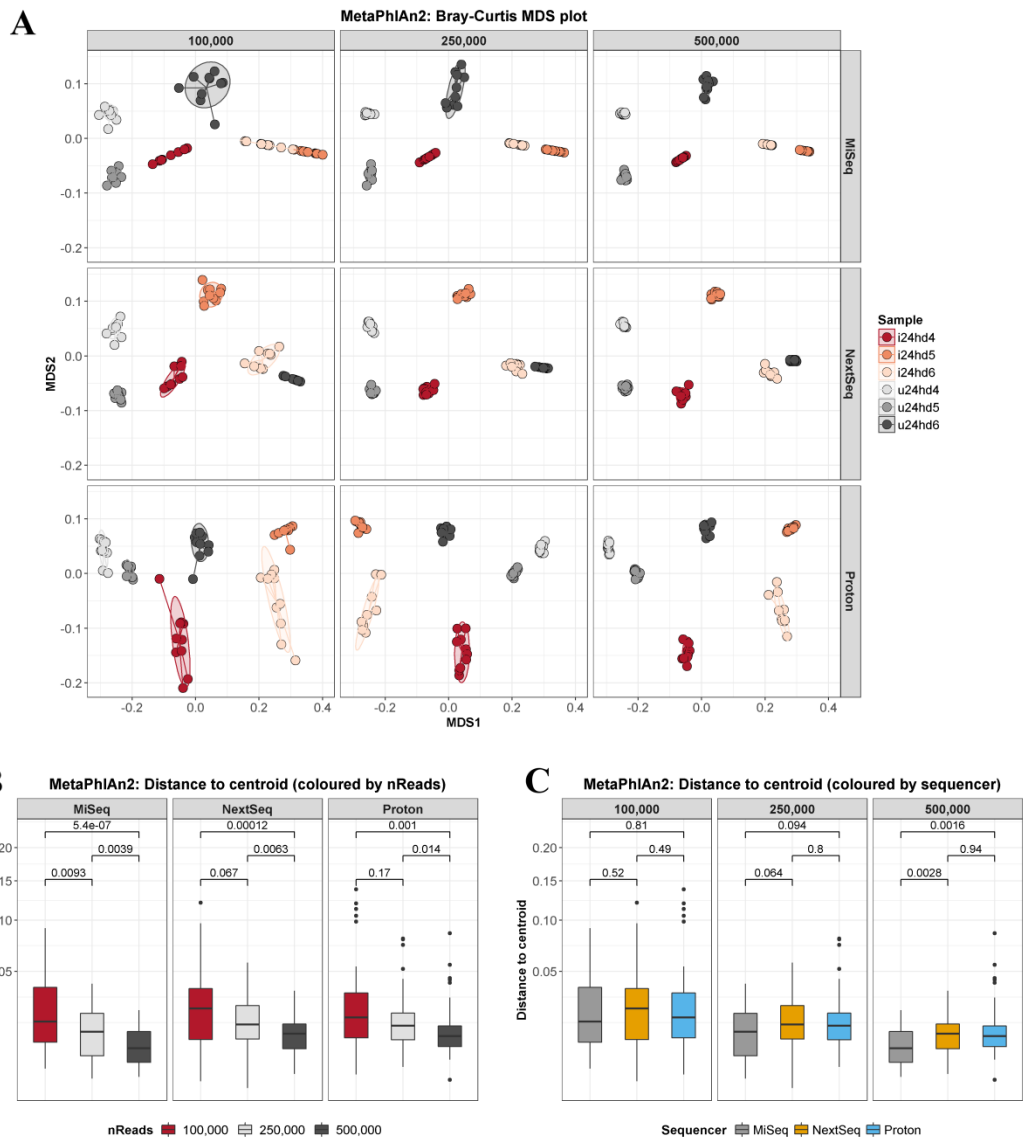 A
MetaPhlAn2: Bray-Curtis MDS plot
100,000 250,000 500,000
0.1
0.0
-0.1
-0.2
MiSeq
0.1
0.0
-0.1
-0.2
NextSeq
0.1
0.0
-0.1
-0.2
Proton
MDS2
-0.2 0.0 0.2 0.4 -0.2 0.0 0.2 0.4 -0.2 0.0 0.2 0.4
MDS1
Sample
i24hd4
i24hd5
i24hd6
u24hd4
u24hd5
u24hd6
MetaPhlAn2: Distance to centroid (coloured by nReads)
MiSeq NextSeq Proton
5.4e-07 0.00012 0.001
0.0039 0.0063 0.014
0.0093 0.067 0.17
0.20
0.15
0.10
0.05
nReads 100,000 250,000 500,000
C
MetaPhlAn2: Distance to centroid (coloured by sequencer)
100,000 250,000 500,000
0.81 0.094 0.0016
0.49 0.8 0.94
0.52 0.064 0.0028
0.20
0.15
0.10
0.05
Distance to centroid
Sequencer MiSeq NextSeq Proton